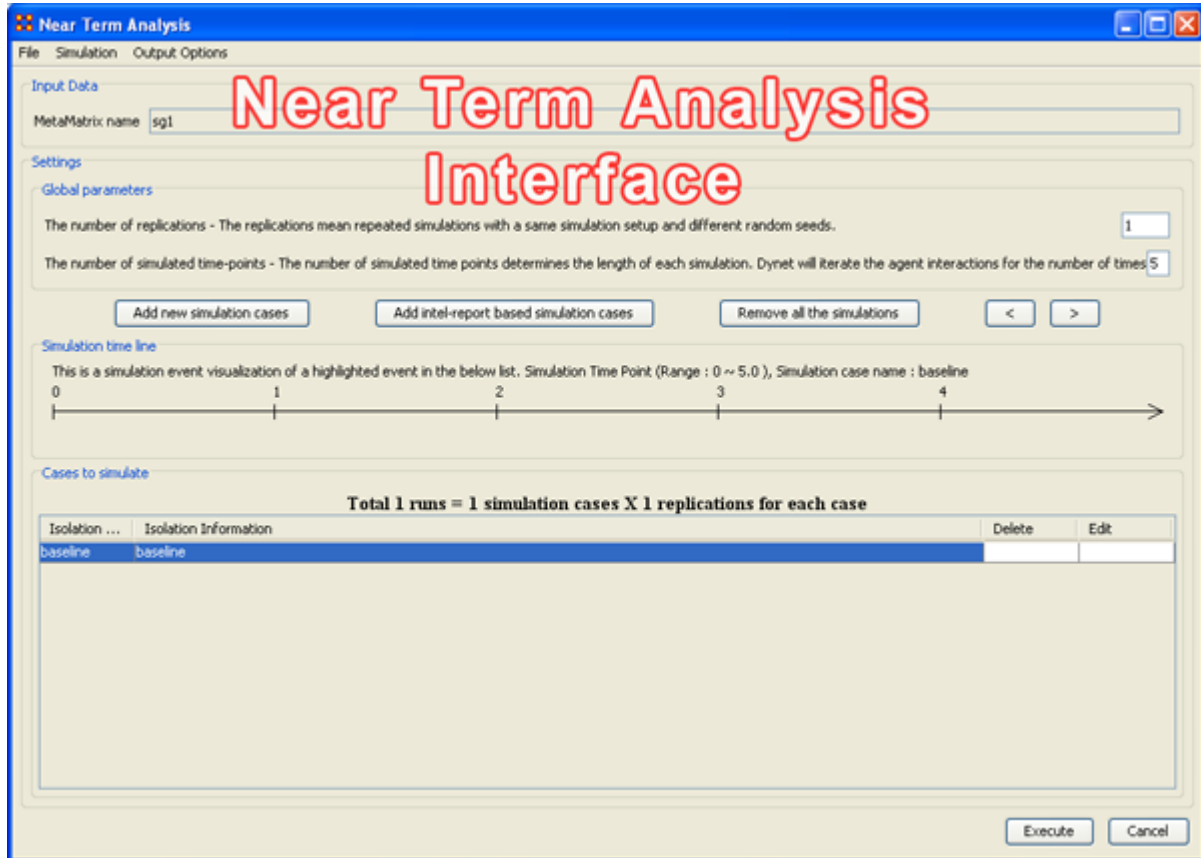 Near Term Analysis
File Simulation Output Options
Near Term Analysis
Interface
Input Data
MetaMatrix name sg1
Settings
Global parameters
The number of replications - The replications mean repeated simulations with a same simulation setup and different random seeds. 1
The number of simulated time-points - The number of simulated time points determines the length of each simulation. Dynet will iterate the agent interactions for the number of times 5
Add new simulation cases Add intel-report based simulation cases Remove all the simulations < >
Simulation time line
This is a simulation event visualization of a highlighted event in the below list. Simulation Time Point (Range : 0 ~ 5.0 ), Simulation case name : baseline
0 1 2 3 4
Cases to simulate
Total 1 runs = 1 simulation cases X 1 replications for each case
Isolation ... Isolation Information Delete Edit
baseline baseline
Execute Cancel